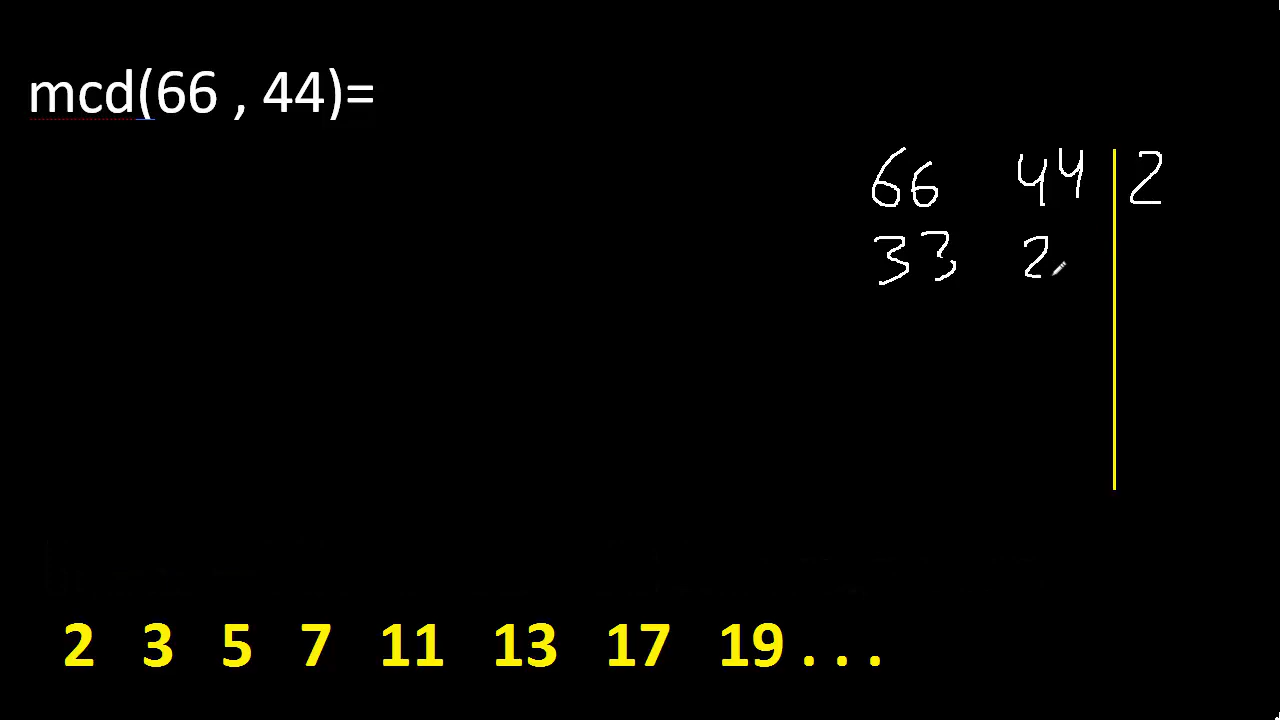 mcd(66 , 44)=
66 44 2
33 2
2 3 5 7 11 13 17 19 . . .